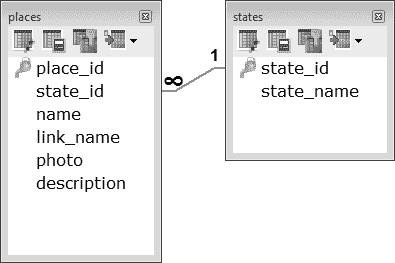 places
place_id
state_id
name
link_name
photo
description
∞
1
states
state_id
state_name